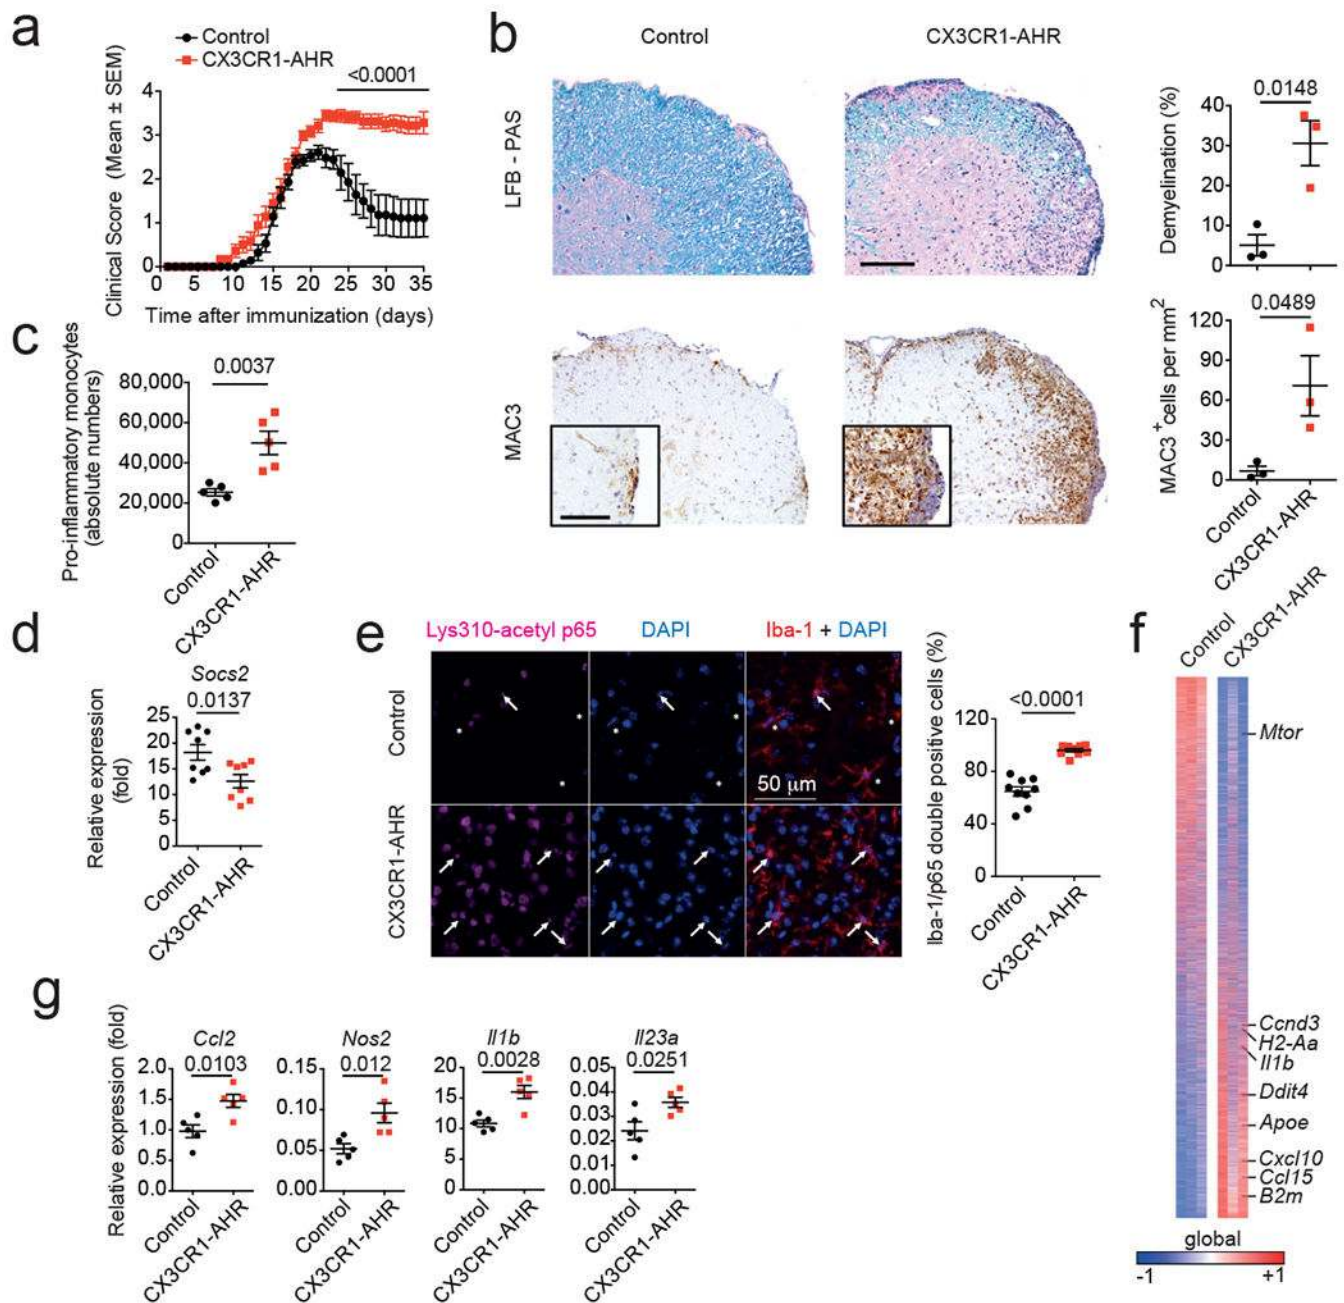 a
Control
CX3CR1-AHR
<0.0001
Clinical Score (Mean ± SEM)
4
3
2
1
0
0 5 10 15 20 25 30 35
Time after immunization (days)
b
Control
CX3CR1-AHR
LFB - PAS
MAC3
0.0148
Demyelination (%)
40
30
20
10
0
0.0489
MAC3 +cells per mm2
120
90
60
30
0
Control
CX3CR1-AHR
c
0.0037
Pro-inflammatory monocytes
(absolute numbers)
80,000
60,000
40,000
20,000
0
Control
CX3CR1-AHR
d
Socs2
0.0137
Relative expression
(fold)
25
20
15
10
5
0
Control
CX3CR1-AHR
e
Lys310-acetyl p65
DAPI
Iba-1 + DAPI
Control
CX3CR1-AHR
50 µm
Iba-1/p65 double positive cells (%)
<0.0001
120
80
40
0
Control
CX3CR1-AHR
f
Control
CX3CR1-AHR
Mtor
Ccnd3
H2-Aa
Il1b
Ddit4
Apoe
Cxcl10
Ccl15
B2m
global
-1 +1
g
Relative expression (fold)
Ccl2
0.0103
2.0
1.5
1.0
0.5
0.0
Control
CX3CR1-AHR
Nos2
0.012
0.15
0.10
0.05
0.00
Control
CX3CR1-AHR
Il1b
0.0028
20
15
10
5
0
Control
CX3CR1-AHR
Il23a
0.0251
0.05
0.04
0.03
0.02
0.01
0.00
Control
CX3CR1-AHR